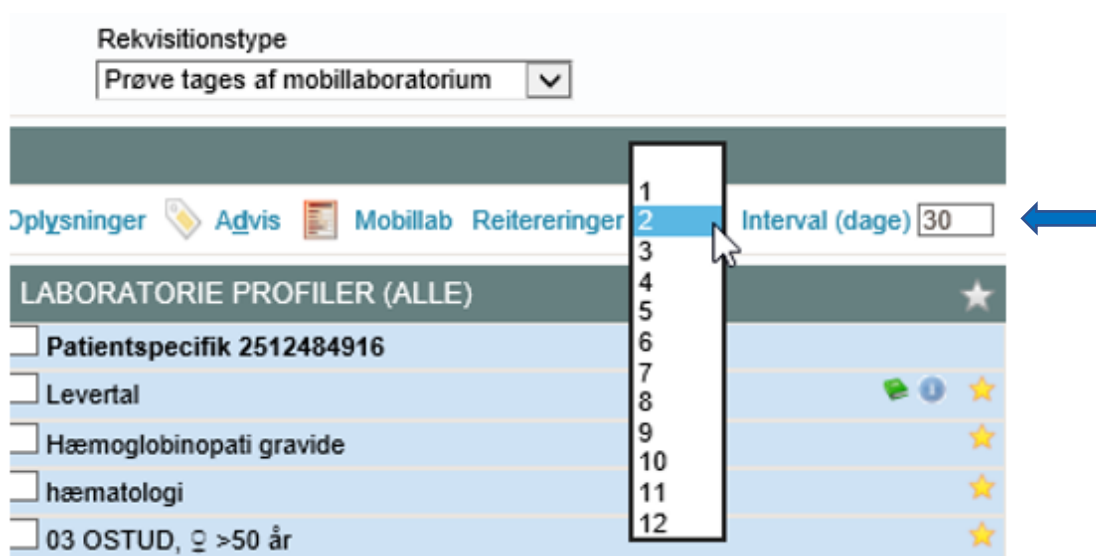 Rekvisitionstype
Prøve tages af mobillaboratorium
Oplysninger Advis Mobillab Reitereringer 2 Interval (dage) 30
1
3
4
5
6
7
8
9
10
11
12
LABORATORIE PROFILER (ALLE)
Patientspecifik 2512484916
Levertal
Hæmoglobinopati gravide
hæmatologi
03 OSTUD, ♀ >50 år